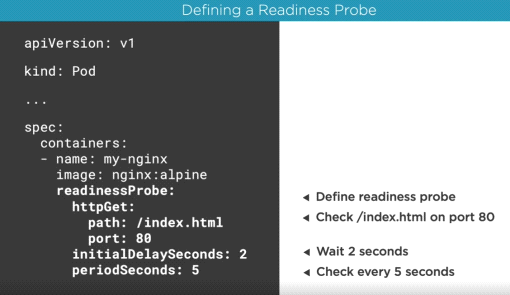 Defining a Readiness Probe
apiVersion: v1
kind: Pod
...
spec:
  containers:
  - name: my-nginx
    image: nginx:alpine
    readinessProbe:
      httpGet:
        path: /index.html
        port: 80
      initialDelaySeconds: 2
      periodSeconds: 5
Define readiness probe
Check /index.html on port 80
Wait 2 seconds
Check every 5 seconds